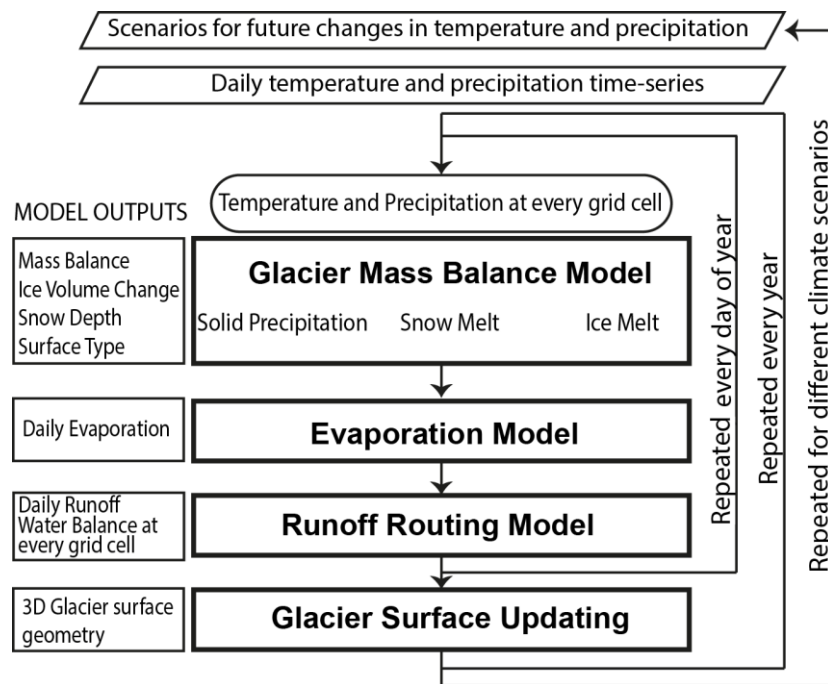 Scenarios for future changes in temperature and precipitation
Daily temperature and precipitation time-series
Temperature and Precipitation at every grid cell
MODEL OUTPUTS
Mass Balance
Ice Volume Change
Snow Depth
Surface Type
Glacier Mass Balance Model
Solid Precipitation Snow Melt Ice Melt
Daily Evaporation
Evaporation Model
Daily Runoff
Water Balance at
every grid cell
Runoff Routing Model
3D Glacier surface
geometry
Glacier Surface Updating
Repeated every day of year
Repeated every year
Repeated for different climate scenarios